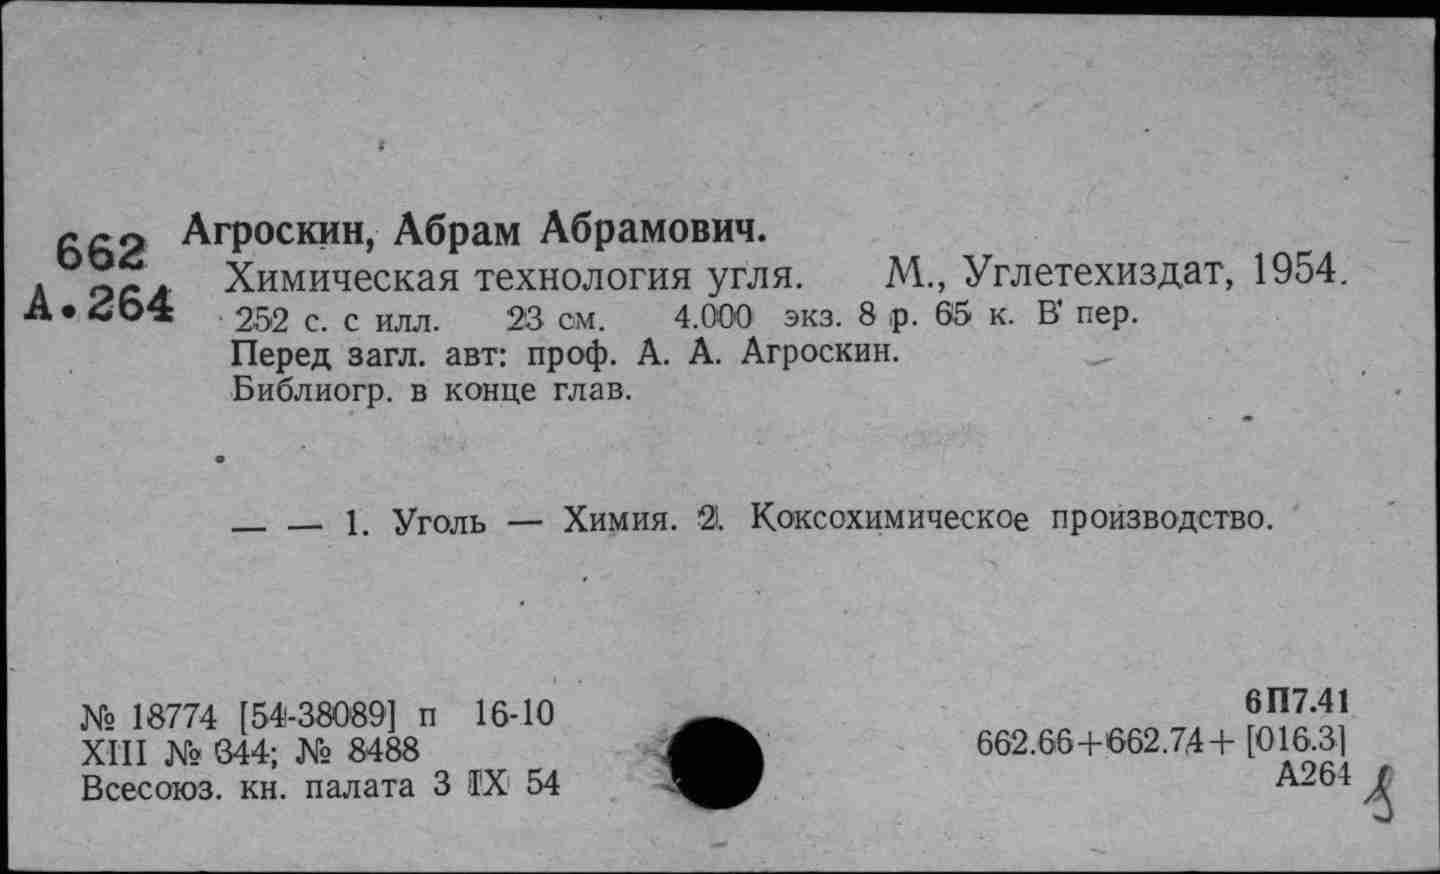 662
А.264
Агроскин, Абрам Абрамович.
Химическая технология угля. М., Углетехиздат, 1954.
252 с. с илл. 23 см. 4.000 экз. 8 р. 65 к. В пер.
Перед загл. авт: проф. А. А. Агроскин.
Библиогр. в конце глав.
— — 1. Уголь — Химия. 2. Коксохимическое производство.
№ 18774 [54-38089] п 16-10
XIII № 344; № 8488
Всесоюз. кн. палата 3 IX 54
6П7.41
662.66+662.74+[016.3]
А264